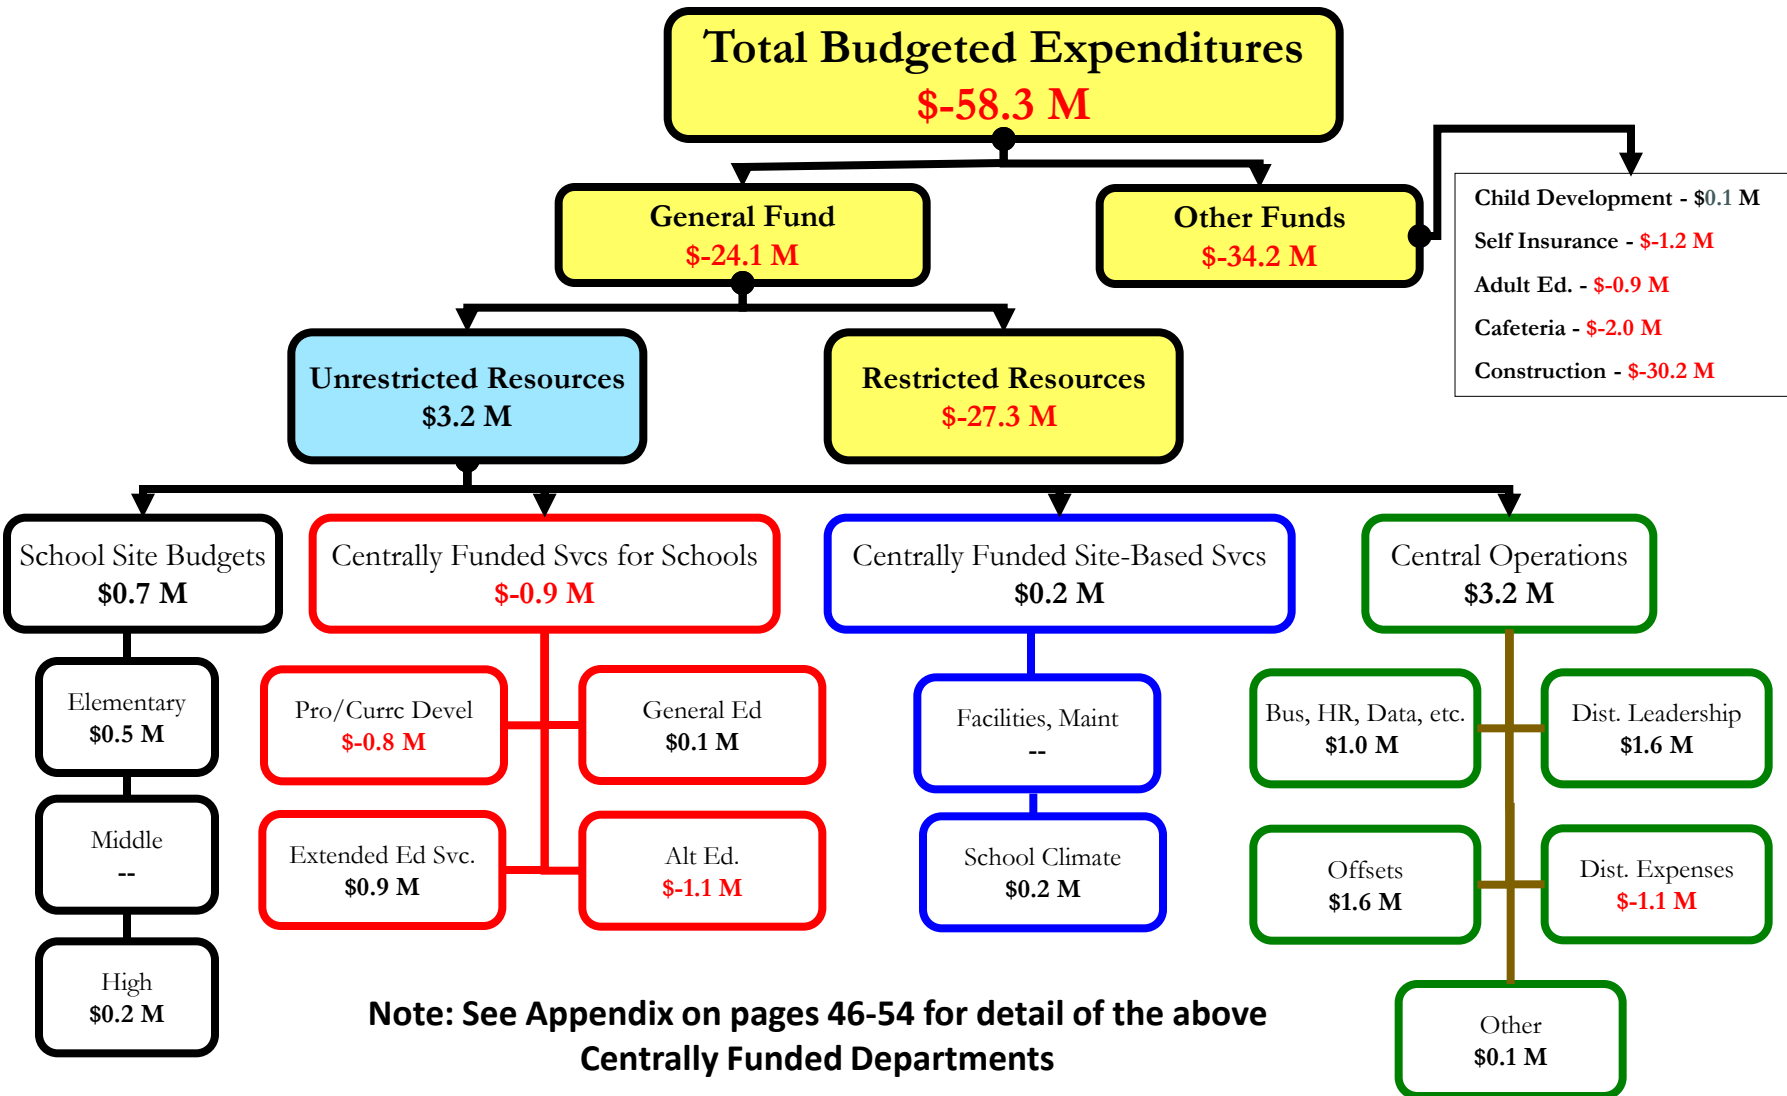 Total Budgeted Expenditures
$-58.3 M
General Fund
$-24.1 M
Other Funds
$-34.2 M
Child Development - $0.1 M
Self Insurance - $-1.2 M
Adult Ed. - $-0.9 M
Cafeteria - $-2.0 M
Construction - $-30.2 M
Unrestricted Resources
$3.2 M
Restricted Resources
$-27.3 M
School Site Budgets
$0.7 M
Centrally Funded Svcs for Schools
$-0.9 M
Centrally Funded Site-Based Svcs
$0.2 M
Central Operations
$3.2 M
Elementary
$0.5 M
Middle
--
High
$0.2 M
Pro/Currc Devel
$-0.8 M
General Ed
$0.1 M
Extended Ed Svc.
$0.9 M
Alt Ed.
$-1.1 M
Facilities, Maint
--
School Climate
$0.2 M
Bus, HR, Data, etc.
$1.0 M
Dist. Leadership
$1.6 M
Offsets
$1.6 M
Dist. Expenses
$-1.1 M
Other
$0.1 M
Note: See Appendix on pages 46-54 for detail of the above
Centrally Funded Departments